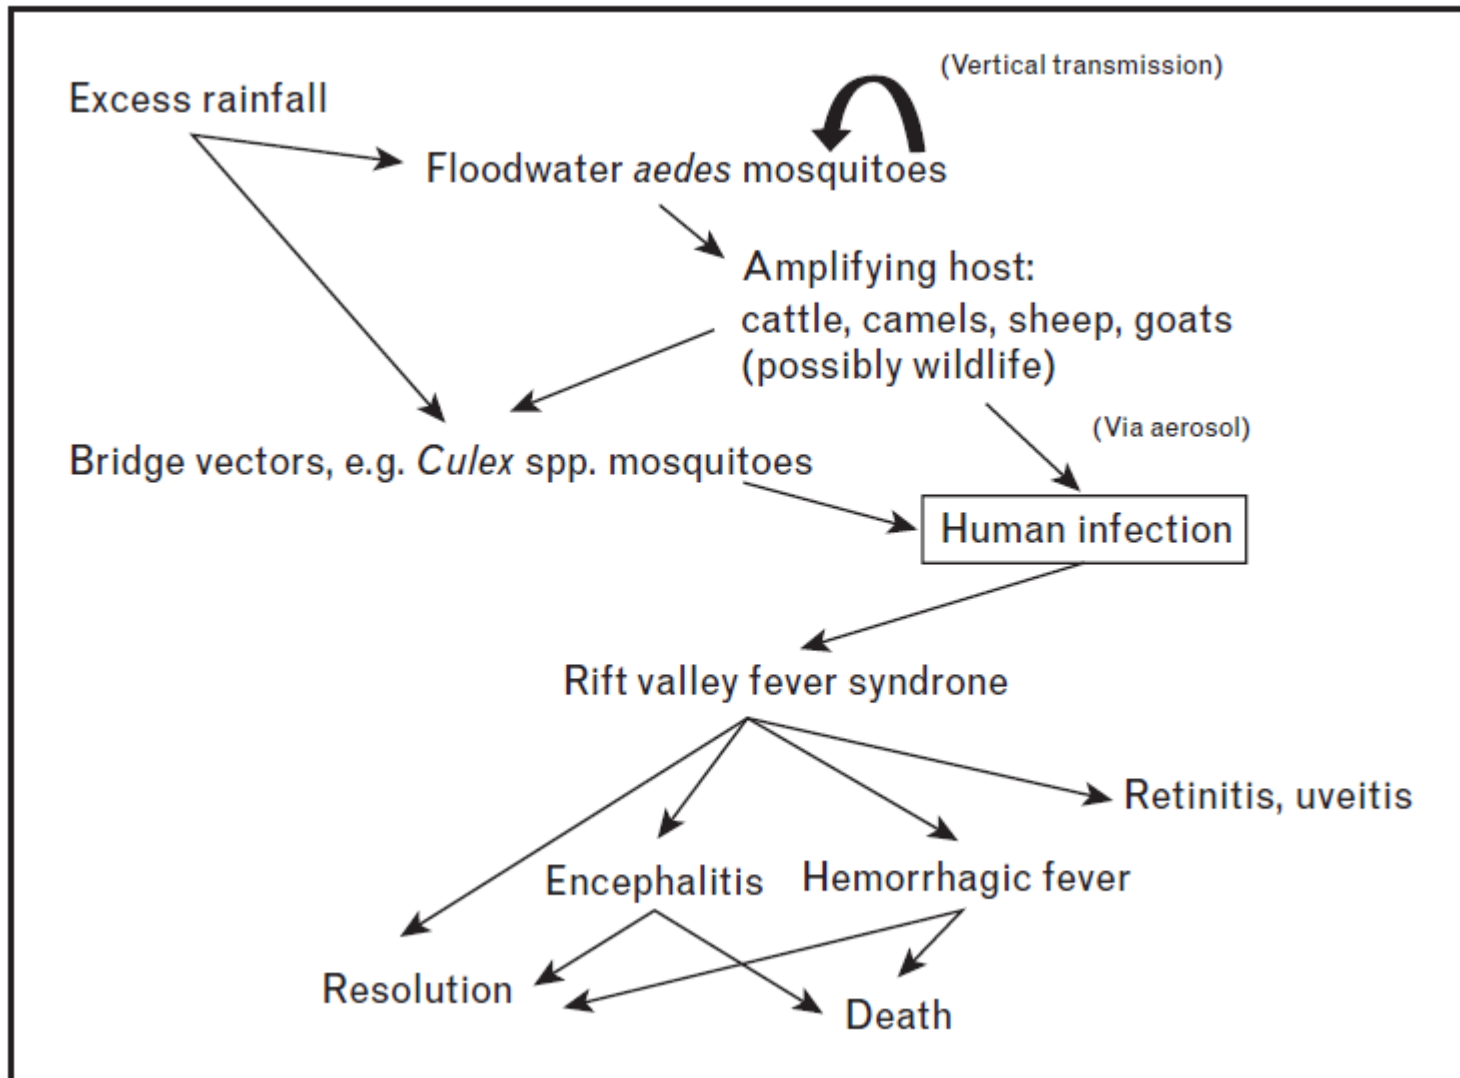 (Vertical transmission)
Excess rainfall
Floodwater aedes mosquitoes
Amplifying host:
cattle, camels, sheep, goats
(possibly wildlife)
(Via aerosol)
Bridge vectors, e.g. Culex spp. mosquitoes
Human infection
Rift valley fever syndrone
Retinitis, uveitis
Encephalitis
Hemorrhagic fever
Resolution
Death